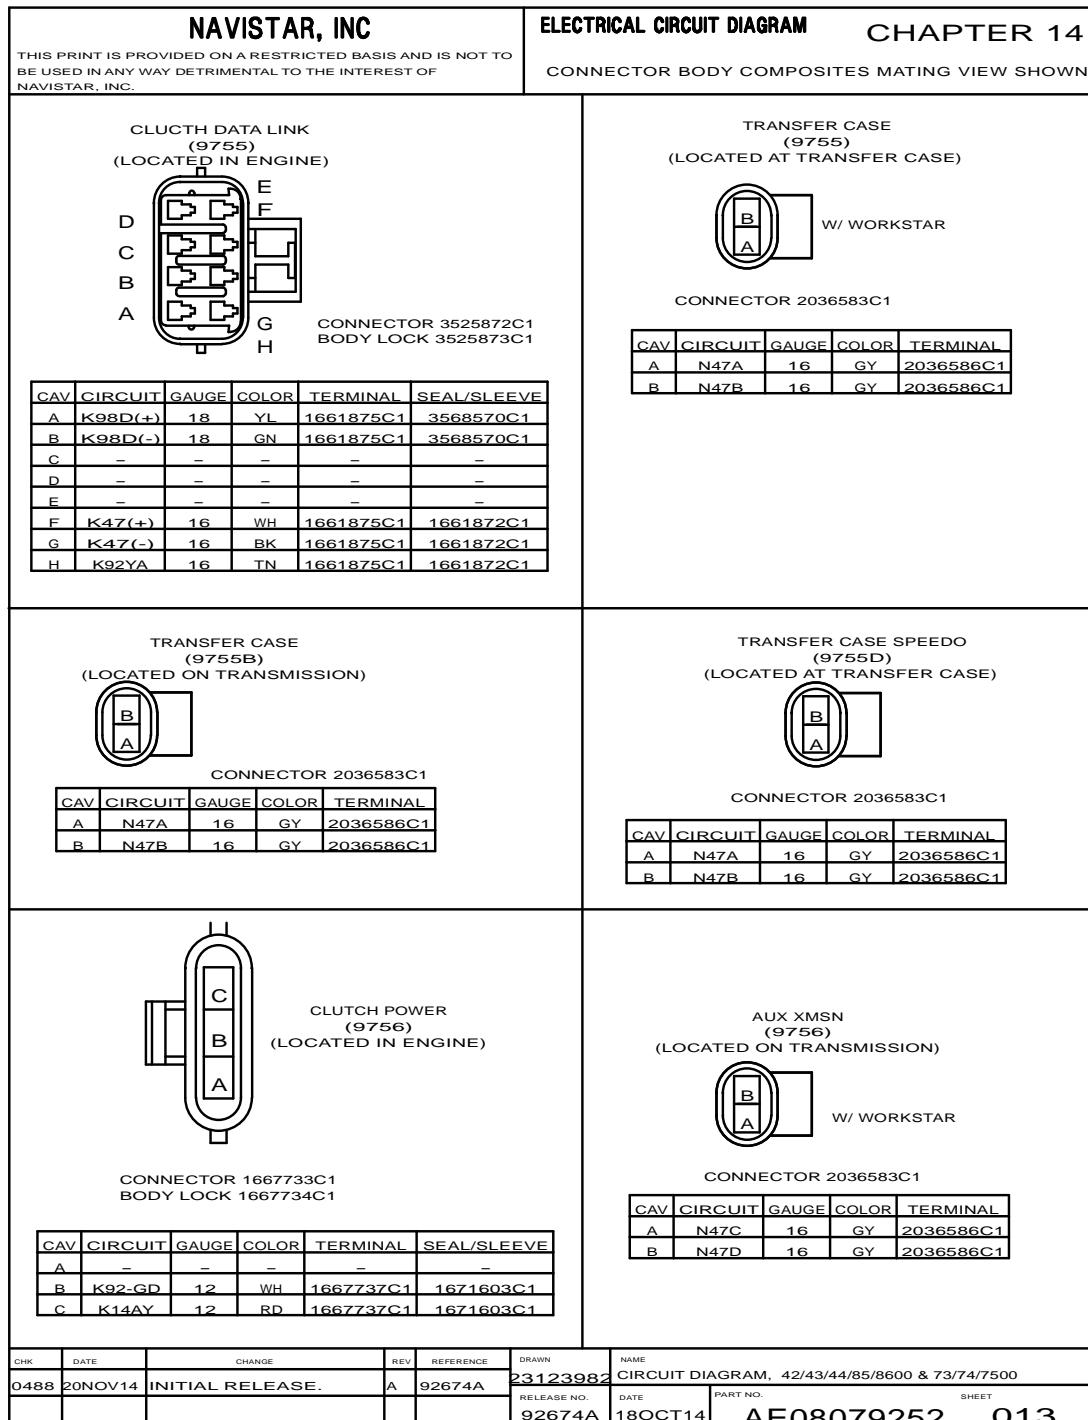 NAVISTAR, INC
THIS PRINT IS PROVIDED ON A RESTRICTED BASIS AND IS NOT TO
BE USED IN ANY WAY DETRIMENTAL TO THE INTEREST OF
NAVISTAR, INC.
ELECTRICAL CIRCUIT DIAGRAM
CHAPTER 14
CONNECTOR BODY COMPOSITES MATING VIEW SHOWN
CLUCTH DATA LINK
(9755)
(LOCATED IN ENGINE)
E
F
D
C
B
A
G
H
CONNECTOR 3525872C1
BODY LOCK 3525873C1
CAV CIRCUIT GAUGE COLOR TERMINAL SEAL/SLEEVE
A K98D(+) 18 YL 1661875C1 3568570C1
B K98D(-) 18 GN 1661875C1 3568570C1
C – – – – –
D – – – – –
E – – – – –
F K47(+) 16 WH 1661875C1 1661872C1
G K47(-) 16 BK 1661875C1 1661872C1
H K92YA 16 TN 1661875C1 1661872C1
TRANSFER CASE
(9755)
(LOCATED AT TRANSFER CASE)
B
A
W/ WORKSTAR
CONNECTOR 2036583C1
CAV CIRCUIT GAUGE COLOR TERMINAL
A N47A 16 GY 2036586C1
B N47B 16 GY 2036586C1
TRANSFER CASE
(9755B)
(LOCATED ON TRANSMISSION)
B
A
CONNECTOR 2036583C1
CAV CIRCUIT GAUGE COLOR TERMINAL
A N47A 16 GY 2036586C1
B N47B 16 GY 2036586C1
TRANSFER CASE SPEEDO
(9755D)
(LOCATED AT TRANSFER CASE)
B
A
CONNECTOR 2036583C1
CAV CIRCUIT GAUGE COLOR TERMINAL
A N47A 16 GY 2036586C1
B N47B 16 GY 2036586C1
C
B
A
CLUTCH POWER
(9756)
(LOCATED IN ENGINE)
CONNECTOR 1667733C1
BODY LOCK 1667734C1
CAV CIRCUIT GAUGE COLOR TERMINAL SEAL/SLEEVE
A – – – – –
B K92-GD 12 WH 1667737C1 1671603C1
C K14AY 12 RD 1667737C1 1671603C1
AUX XMSN
(9756)
(LOCATED ON TRANSMISSION)
B
A
W/ WORKSTAR
CONNECTOR 2036583C1
CAV CIRCUIT GAUGE COLOR TERMINAL
A N47C 16 GY 2036586C1
B N47D 16 GY 2036586C1
CHK DATE CHANGE REV REFERENCE
0488 20NOV14 INITIAL RELEASE. A 92674A
DRAWN
23123982
NAME
CIRCUIT DIAGRAM, 42/43/44/85/8600 & 73/74/7500
RELEASE NO. DATE PART NO. SHEET
92674A 18OCT14 AE08079252 013